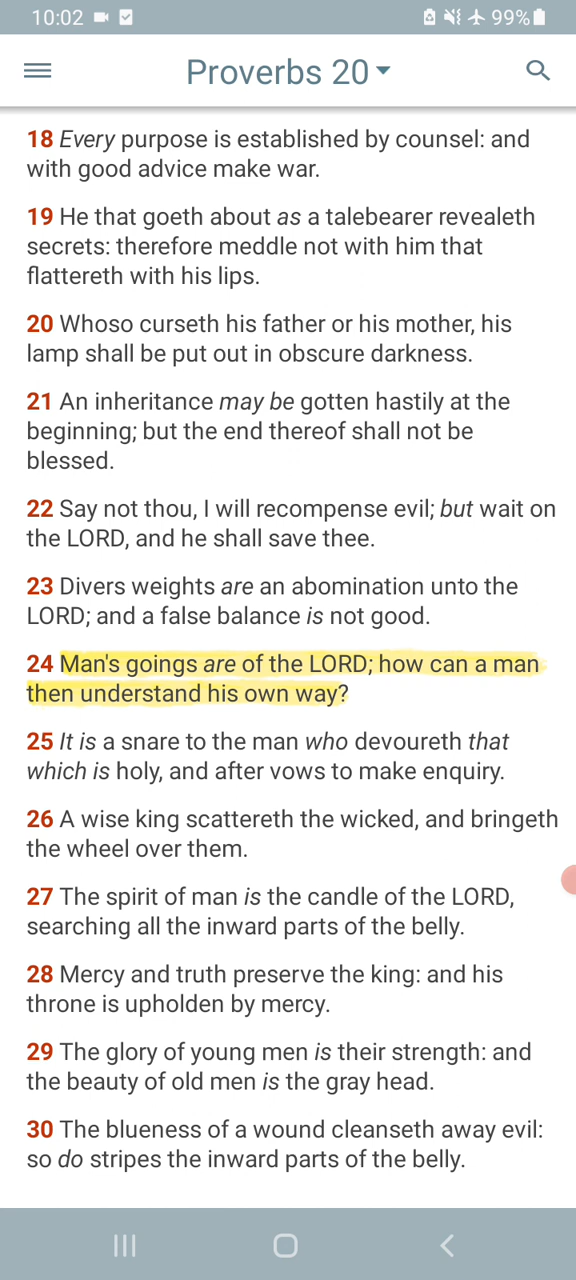 10:02
99%
Proverbs 20
18 Every purpose is established by counsel: and
with good advice make war.
19 He that goeth about as a talebearer revealeth
secrets: therefore meddle not with him that
flattereth with his lips.
20 Whoso curseth his father or his mother, his
lamp shall be put out in obscure darkness.
21 An inheritance may be gotten hastily at the
beginning; but the end thereof shall not be
blessed.
22 Say not thou, I will recompense evil; but wait on
the LORD, and he shall save thee.
23 Divers weights are an abomination unto the
LORD; and a false balance is not good.
24 Man's goings are of the LORD; how can a man
then understand his own way?
25 It is a snare to the man who devoureth that
which is holy, and after vows to make enquiry.
26 A wise king scattereth the wicked, and bringeth
the wheel over them.
27 The spirit of man is the candle of the LORD,
searching all the inward parts of the belly.
28 Mercy and truth preserve the king: and his
throne is upholden by mercy.
29 The glory of young men is their strength: and
the beauty of old men is the gray head.
30 The blueness of a wound cleanseth away evil:
so do stripes the inward parts of the belly.